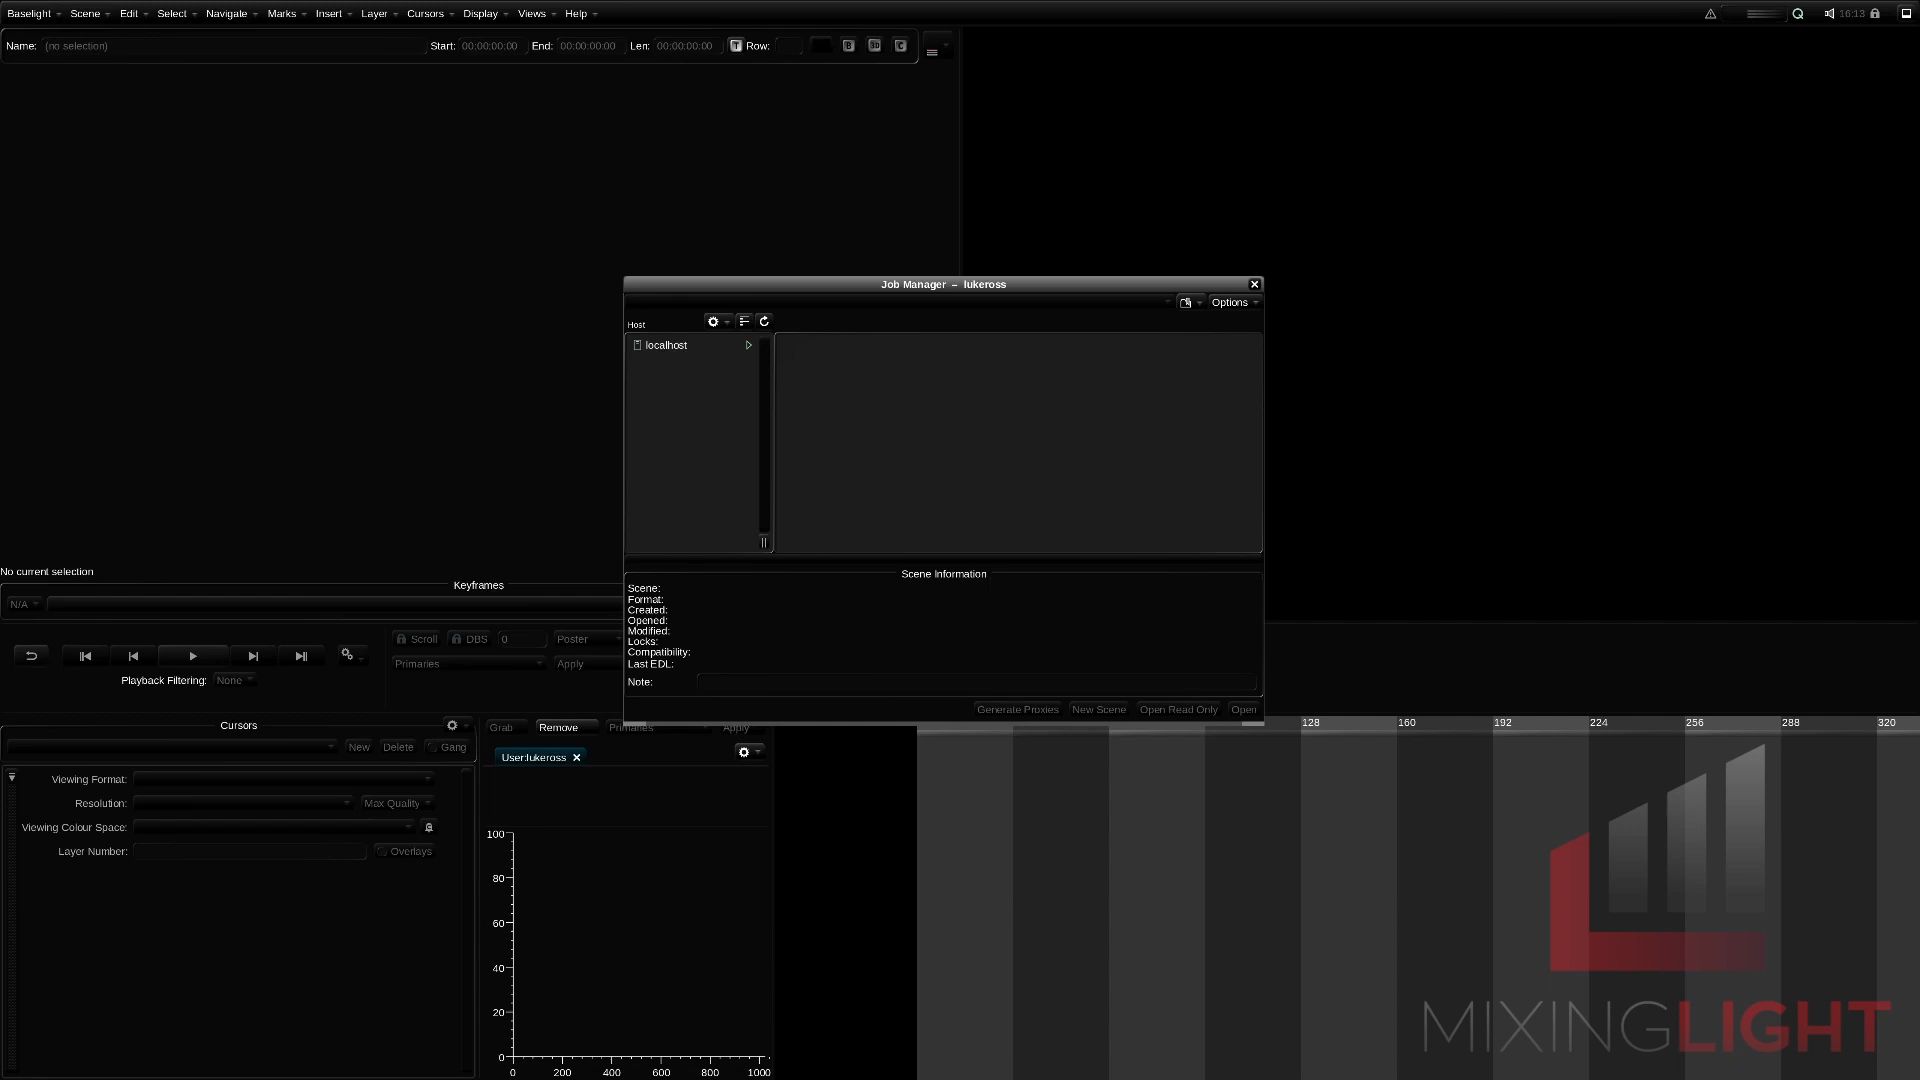 Baselight Scene Edit Select Navigate Marks Insert Layer Cursors Display Views Help 16:13
Name: (no selection) Start: 00:00:00:00 End: 00:00:00:00 Len: 00:00:00:00 T Row: B 3D C
Job Manager – lukeross
Options
Host
localhost
No current selection
Keyframes
N/A
Scene Information
Scene:
Format:
Created:
Opened:
Modified:
Locks:
Compatibility:
Last EDL:
Note:
Generate Proxies New Scene Open Read Only Open
Scroll DBS 0 Poster
Primaries Apply
Playback Filtering: None
Cursors
New Delete Gang
Viewing Format:
Resolution: Max Quality
Viewing Colour Space:
Layer Number: Overlays
Grab Remove Primaries Apply
User:lukeross
100
80
60
40
20
0
0 200 400 600 800 1000
128 160 192 224 256 288 320
MIXINGLIGHT